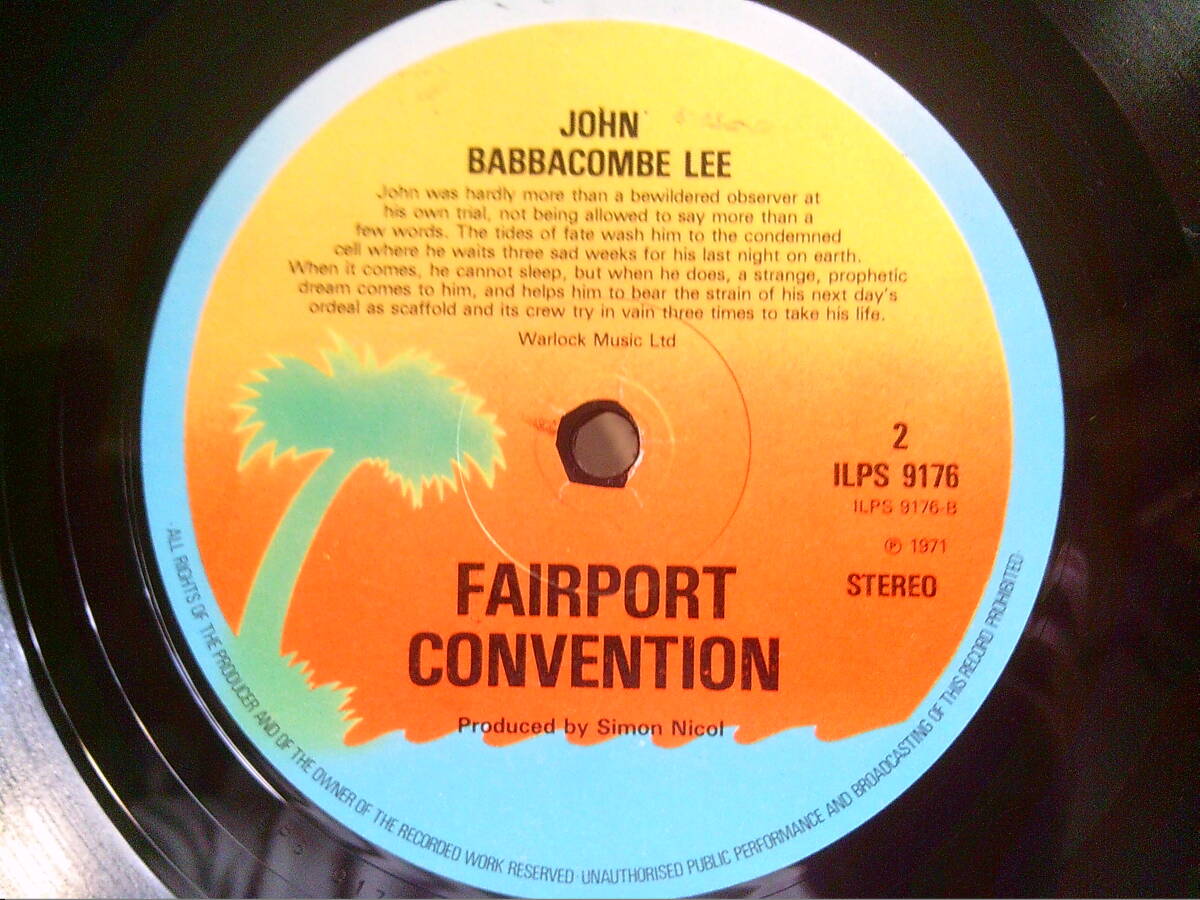 JOHN
BABBACOMBE LEE
John was hardly more than a bewildered observer at
his own trial, not being allowed to say more than a
few words. The tides of fate wash him to the condemned
cell where he waits three sad weeks for his last night on earth.
When it comes, he cannot sleep, but when he does, a strange, prophetic
dream comes to him, and helps him to bear the strain of his next day's
ordeal as scaffold and its crew try in vain three times to take his life.
Warlock Music Ltd
2
ILPS 9176
ILPS 9176-B
℗ 1971
STEREO
FAIRPORT
CONVENTION
Produced by Simon Nicol
·ALL RIGHTS OF THE PRODUCER AND OF THE OWNER OF THE RECORDED WORK RESERVED·UNAUTHORISED PUBLIC PERFORMANCE AND BROADCASTING OF THIS RECORD PROHIBITED·